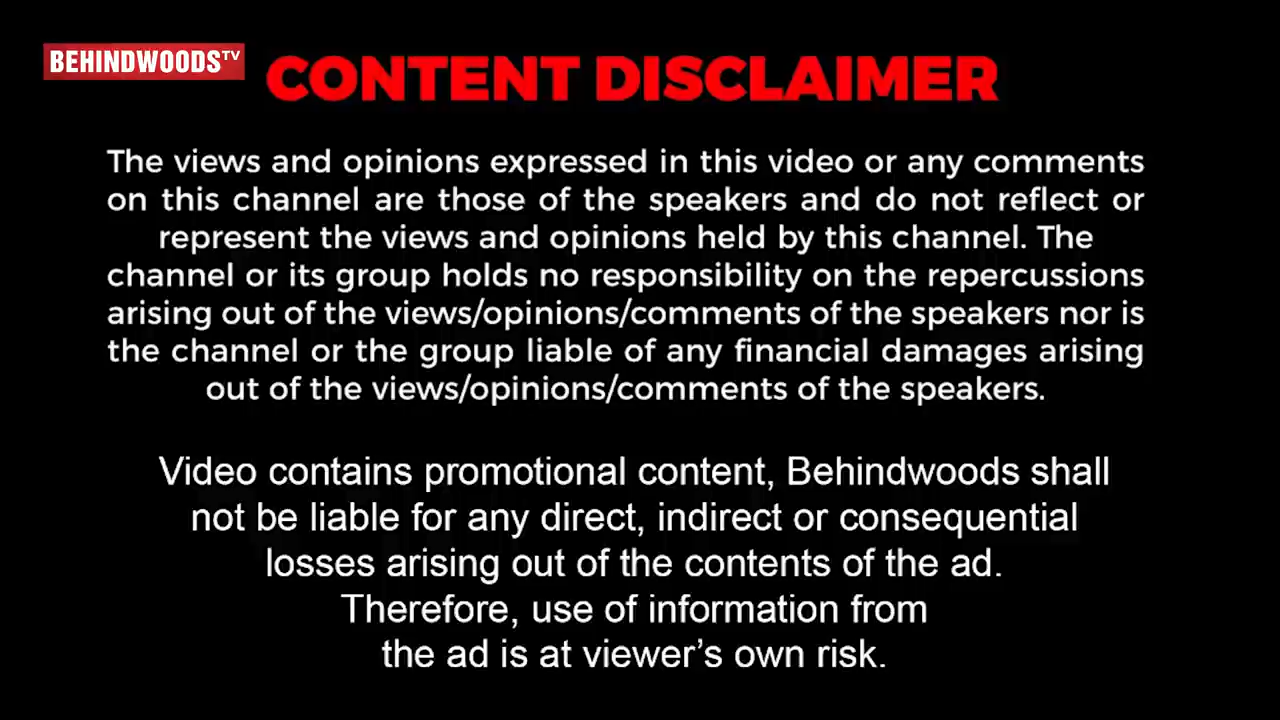 BEHINDWOODS TV
CONTENT DISCLAIMER
The views and opinions expressed in this video or any comments
on this channel are those of the speakers and do not reflect or
represent the views and opinions held by this channel. The
channel or its group holds no responsibility on the repercussions
arising out of the views/opinions/comments of the speakers nor is
the channel or the group liable of any financial damages arising
out of the views/opinions/comments of the speakers.
Video contains promotional content, Behindwoods shall
not be liable for any direct, indirect or consequential
losses arising out of the contents of the ad.
Therefore, use of information from
the ad is at viewer’s own risk.